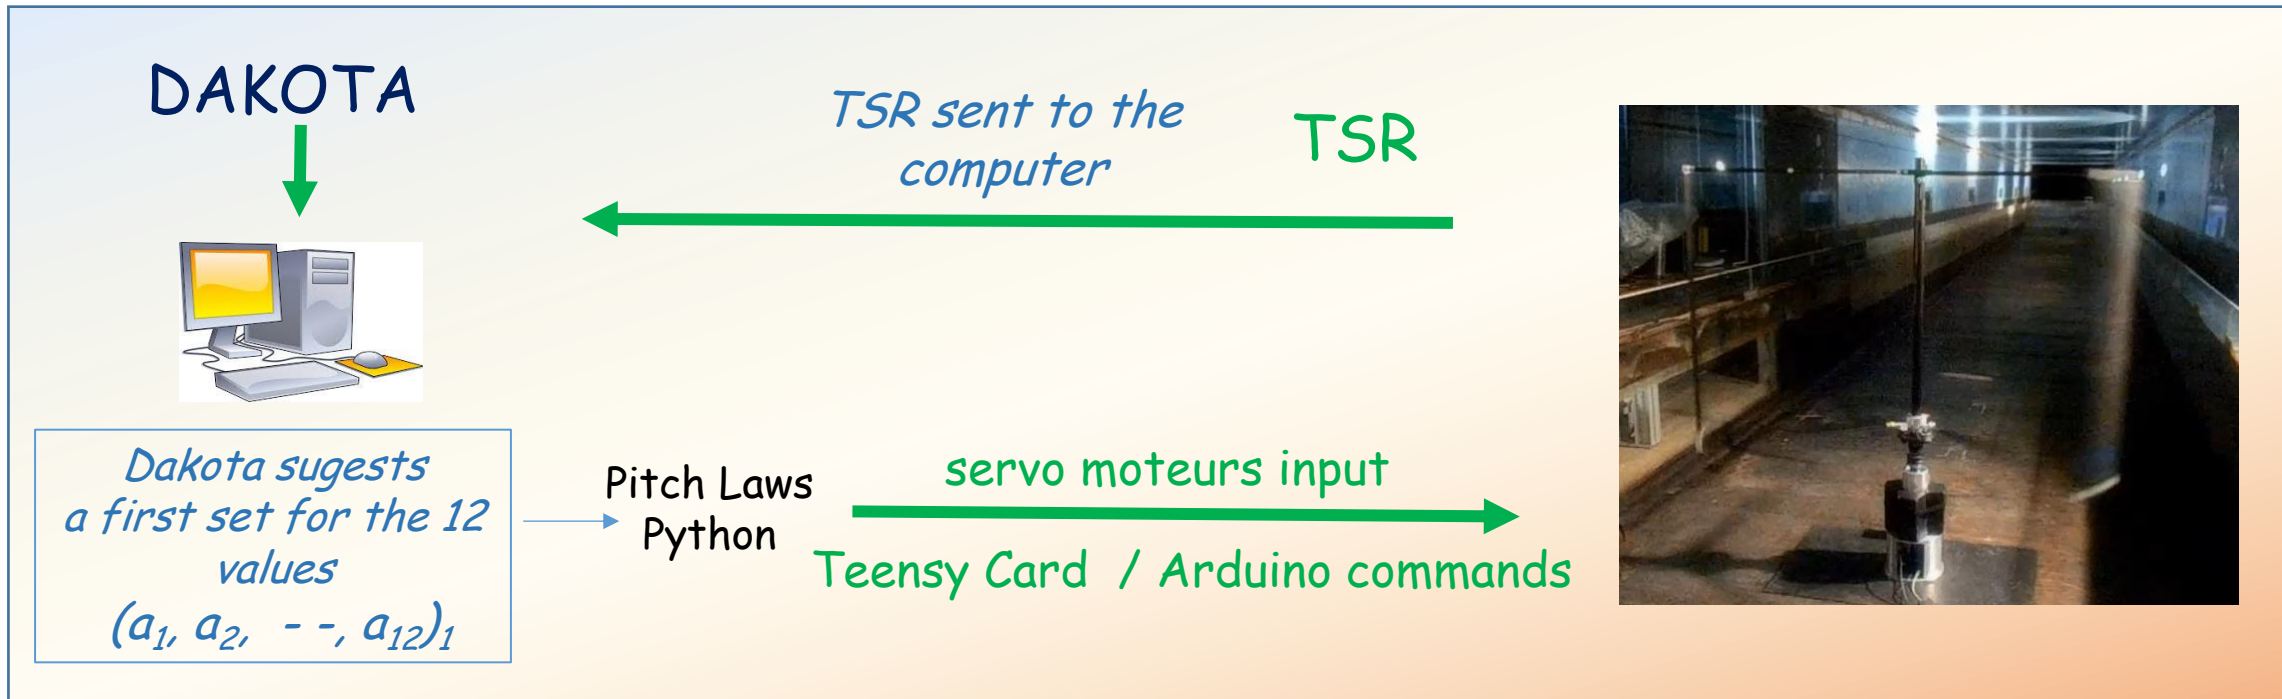 DAKOTA
TSR sent to the
computer
TSR
Dakota sugests
a first set for the 12
values
(a₁, a₂, - -, a₁₂)₁
Pitch Laws
Python
servo moteurs input
Teensy Card / Arduino commands